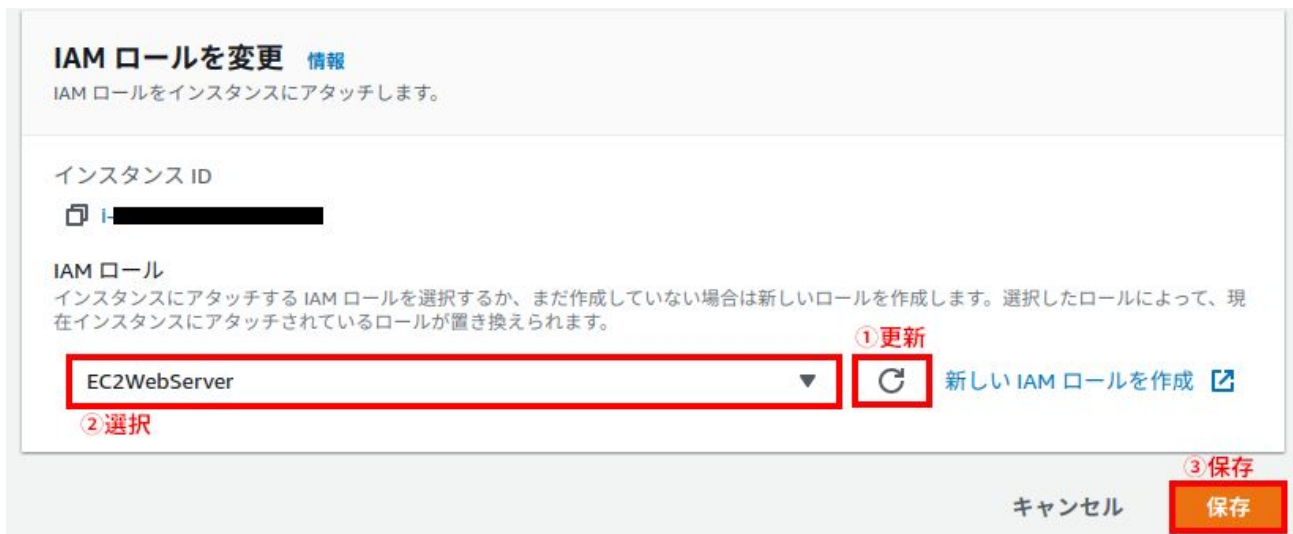 IAM ロールを変更 情報
IAM ロールをインスタンスにアタッチします。
インスタンス ID
i-
IAM ロール
インスタンスにアタッチする IAM ロールを選択するか、まだ作成していない場合は新しいロールを作成します。選択したロールによって、現
在インスタンスにアタッチされているロールが置き換えられます。
①更新
EC2WebServer
新しい IAM ロールを作成
②選択
③保存
キャンセル
保存